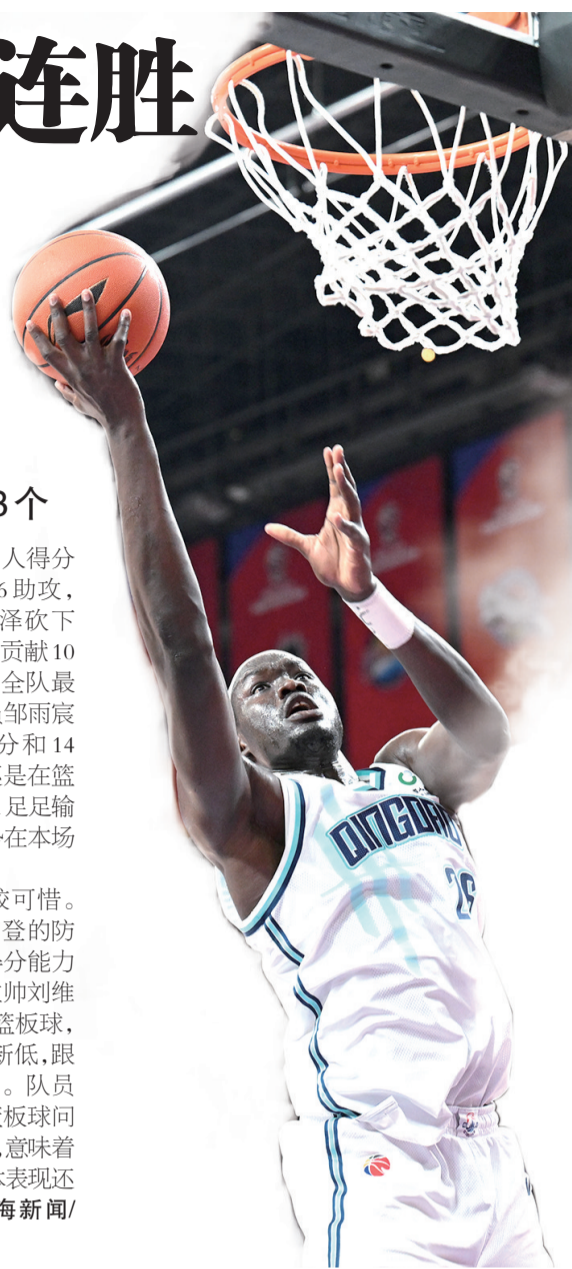 连胜
3个
人得分
6助攻，
泽砍下
贡献10
全队最
邹雨宸
分和14
是在篮
足足输
在本场
较可惜。
登的防
分能力
帅刘维
篮板球，
新低，跟
。队员
板球问
，意味着
体表现还
海新闻/
QINGDAO